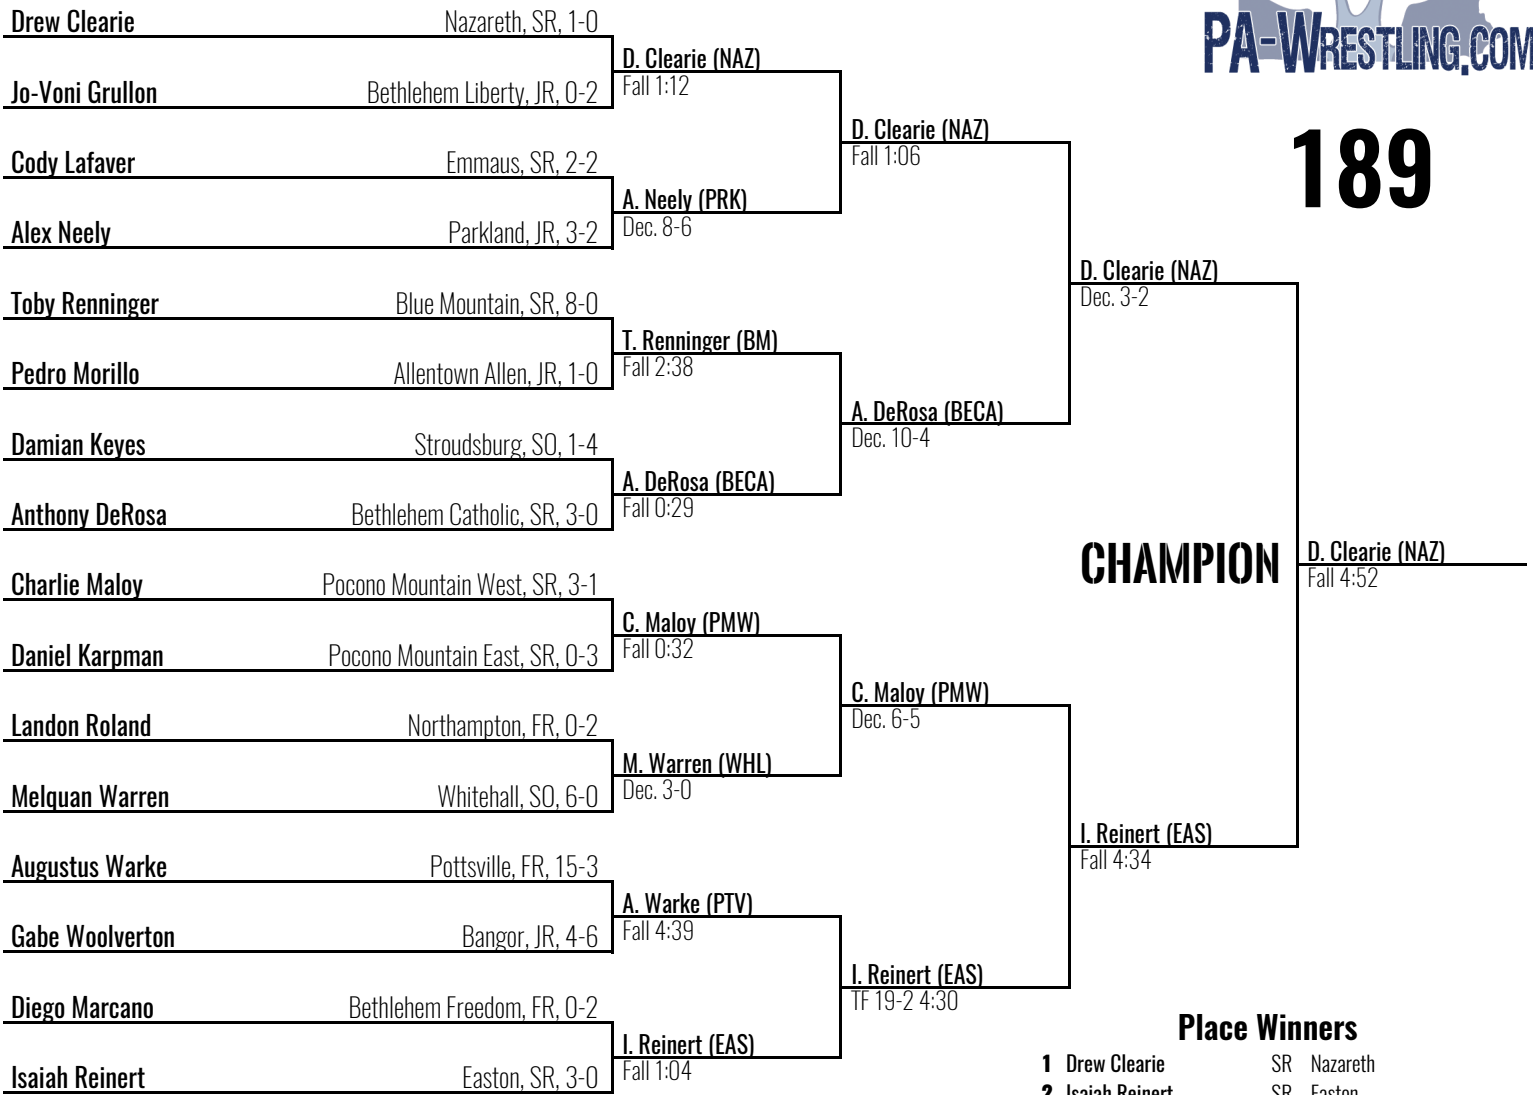 PA-WRESTLING.COM
189
Drew Clearie Nazareth, SR, 1-0
Jo-Voni Grullon Bethlehem Liberty, JR, 0-2
Cody Lafaver Emmaus, SR, 2-2
Alex Neely Parkland, JR, 3-2
Toby Renninger Blue Mountain, SR, 8-0
Pedro Morillo Allentown Allen, JR, 1-0
Damian Keyes Stroudsburg, SO, 1-4
Anthony DeRosa Bethlehem Catholic, SR, 3-0
Charlie Maloy Pocono Mountain West, SR, 3-1
Daniel Karpman Pocono Mountain East, SR, 0-3
Landon Roland Northampton, FR, 0-2
Melquan Warren Whitehall, SO, 6-0
Augustus Warke Pottsville, FR, 15-3
Gabe Woolverton Bangor, JR, 4-6
Diego Marcano Bethlehem Freedom, FR, 0-2
Isaiah Reinert Easton, SR, 3-0
D. Clearie (NAZ)
Fall 1:12
A. Neely (PRK)
Dec. 8-6
T. Renninger (BM)
Fall 2:38
A. DeRosa (BECA)
Fall 0:29
C. Maloy (PMW)
Fall 0:32
M. Warren (WHL)
Dec. 3-0
A. Warke (PTV)
Fall 4:39
I. Reinert (EAS)
Fall 1:04
D. Clearie (NAZ)
Fall 1:06
A. DeRosa (BECA)
Dec. 10-4
C. Maloy (PMW)
Dec. 6-5
I. Reinert (EAS)
TF 19-2 4:30
D. Clearie (NAZ)
Dec. 3-2
I. Reinert (EAS)
Fall 4:34
CHAMPION
D. Clearie (NAZ)
Fall 4:52
Place Winners
1 Drew Clearie SR Nazareth
2 Isaiah Reinert SR Easton